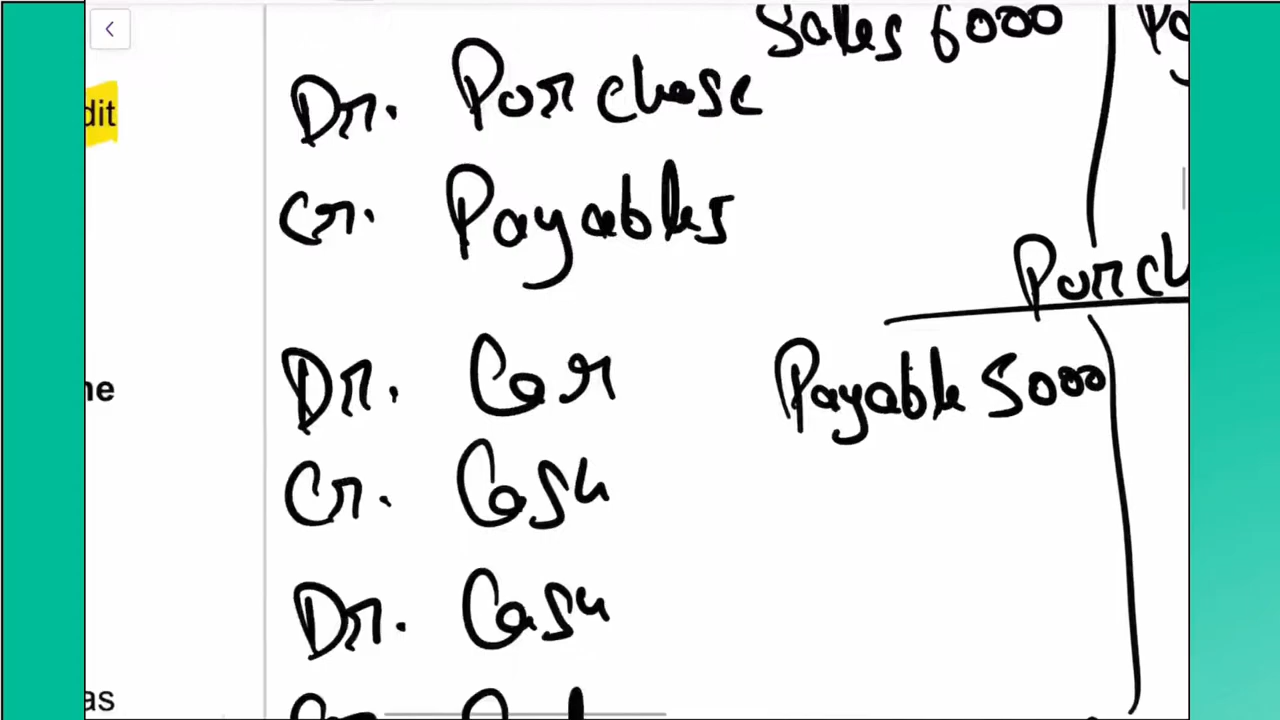 Sales 6000
dit
Dr. Purchase
Cr. Payables
Purch
ne
Dr. Car
Payable 5000
Cr. Cash
Dr. Cash
as